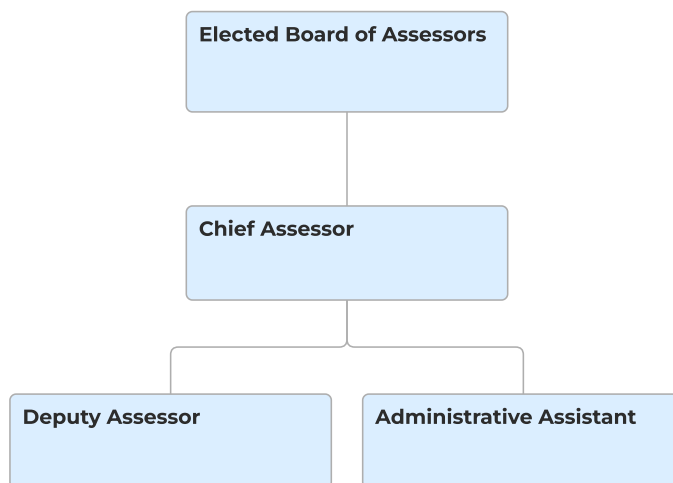 Elected Board of Assessors
Chief Assessor
Deputy Assessor
Administrative Assistant